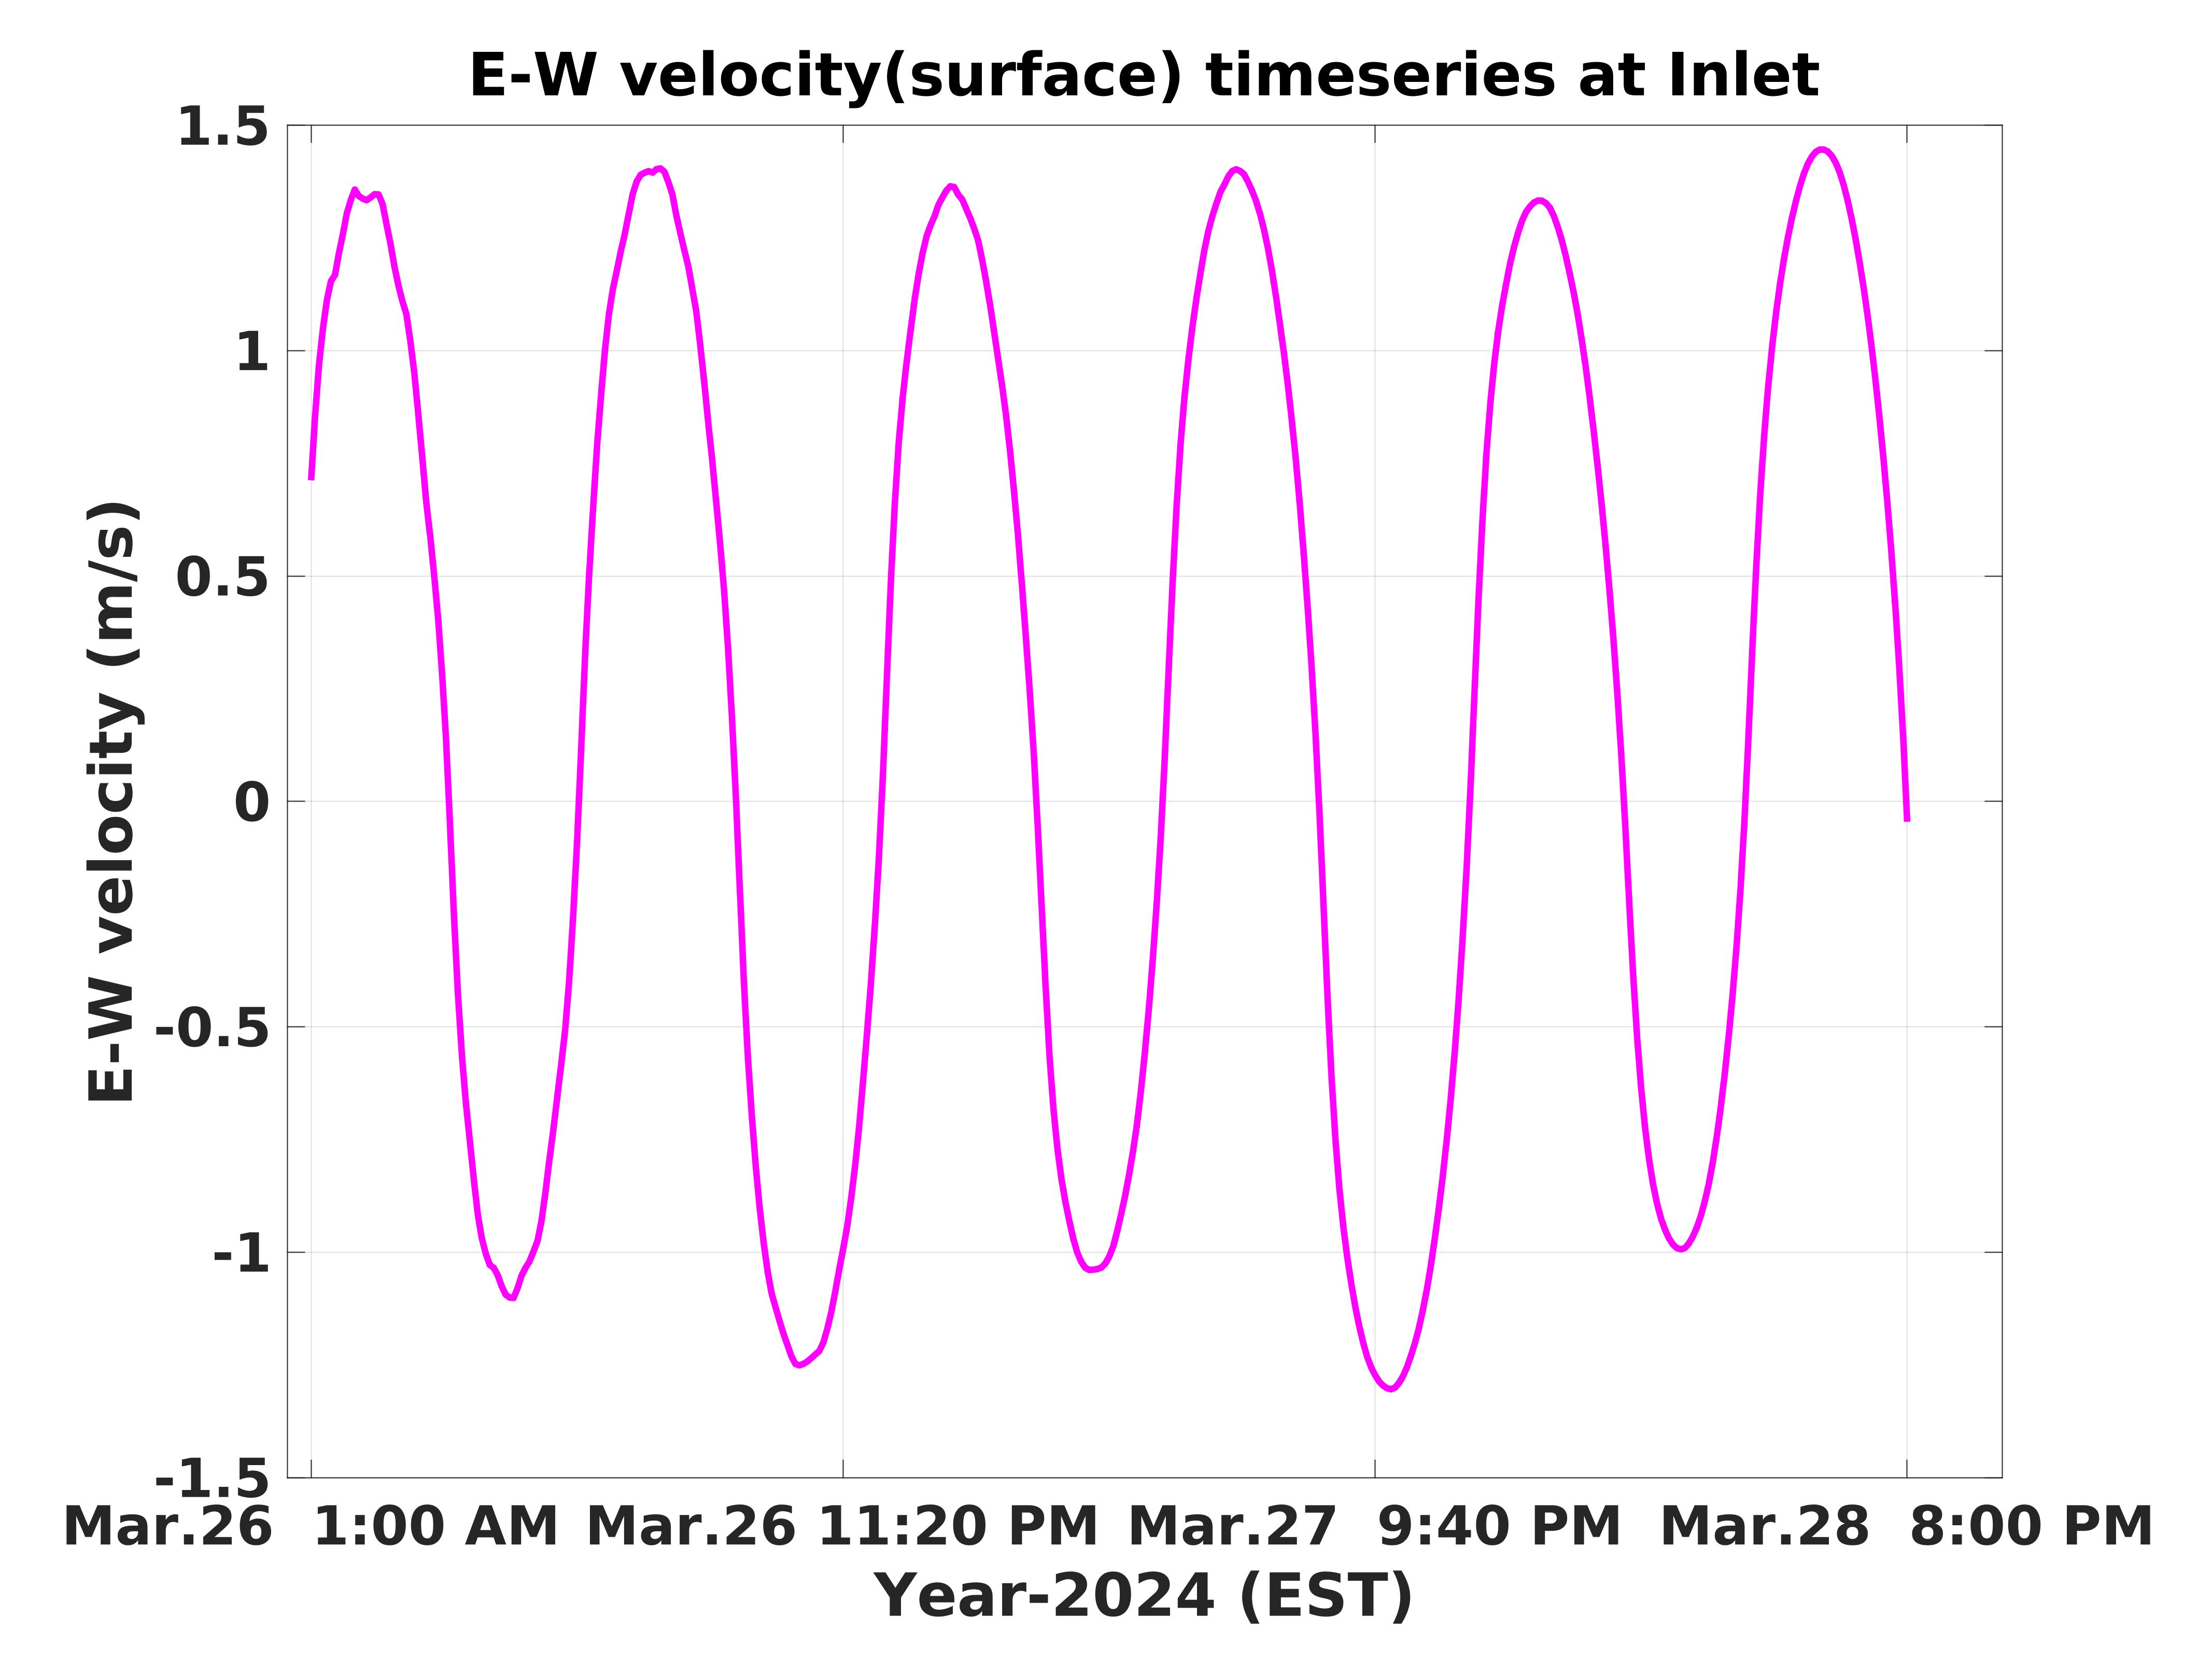 E-W velocity(surface) timeseries at Inlet
E-W velocity (m/s)
1.5
1
0.5
0
-0.5
-1
-1.5
Mar.26 1:00 AM Mar.26 11:20 PM Mar.27 9:40 PM Mar.28 8:00 PM
Year-2024 (EST)